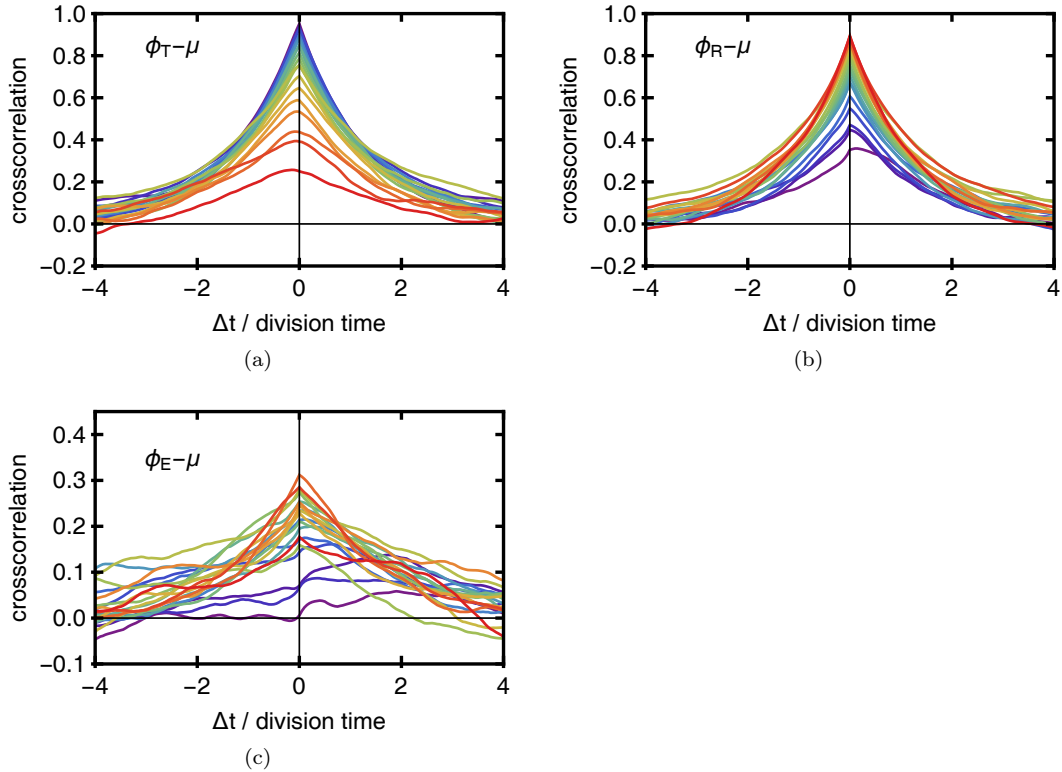 ϕT−μ
crosscorrelation
1.0
0.8
0.6
0.4
0.2
0.0
−0.2
−4 −2 0 2 4
Δt / division time
(a)
ϕR−μ
crosscorrelation
1.0
0.8
0.6
0.4
0.2
0.0
−0.2
−4 −2 0 2 4
Δt / division time
(b)
ϕE−μ
crosscorrelation
0.4
0.3
0.2
0.1
0.0
−0.1
−4 −2 0 2 4
Δt / division time
(c)